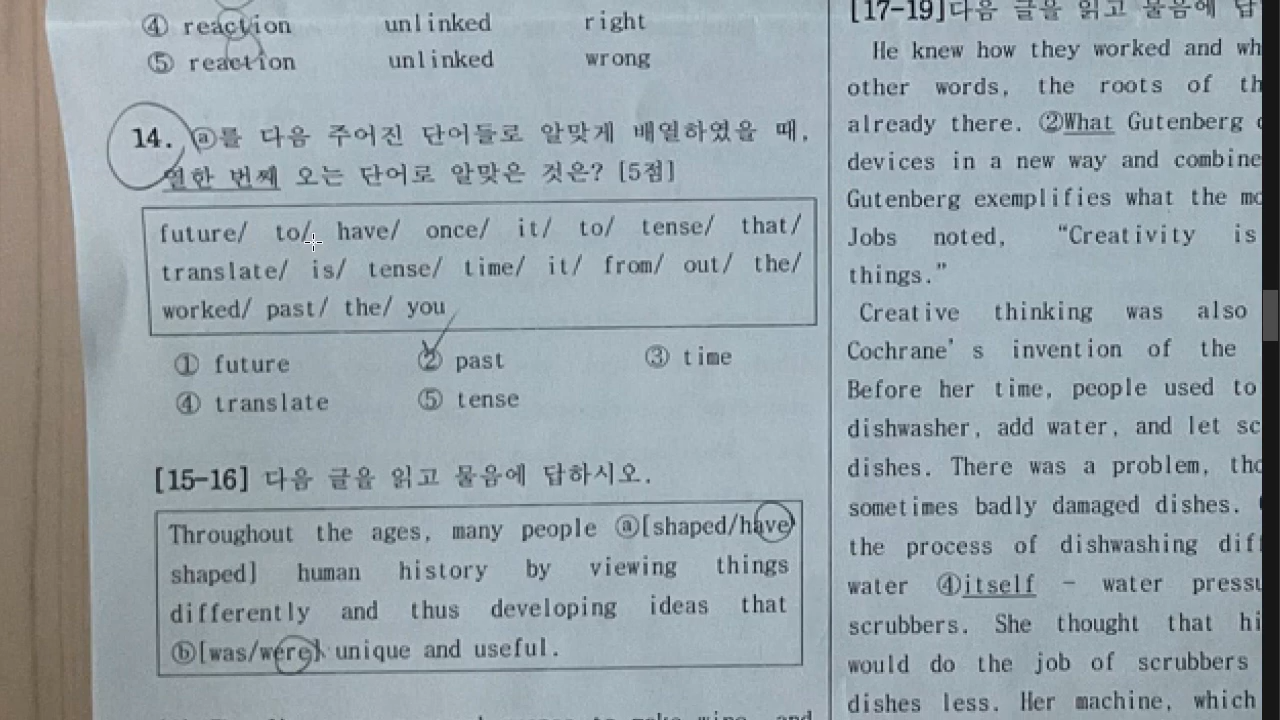 ④ reaction unlinked right
⑤ reaction unlinked wrong
14. ⓐ를 다음 주어진 단어들로 알맞게 배열하였을 때,
열한 번째 오는 단어로 알맞은 것은? [5점]
future/ to/ have/ once/ it/ to/ tense/ that/
translate/ is/ tense/ time/ it/ from/ out/ the/
worked/ past/ the/ you
① future ② past ③ time
④ translate ⑤ tense
[15-16] 다음 글을 읽고 물음에 답하시오.
Throughout the ages, many people ⓐ[shaped/have
shaped] human history by viewing things
differently and thus developing ideas that
ⓑ[was/were] unique and useful.
[17-19]다음 글을 읽고 물음에 답
He knew how they worked and wh
other words, the roots of th
already there. ②What Gutenberg
devices in a new way and combine
Gutenberg exemplifies what the mo
Jobs noted, "Creativity is
things."
Creative thinking was also
Cochrane's invention of the
Before her time, people used to
dishwasher, add water, and let sc
dishes. There was a problem, tho
sometimes badly damaged dishes.
the process of dishwashing dif
water ④itself - water pressu
scrubbers. She thought that hi
would do the job of scrubbers
dishes less. Her machine, which